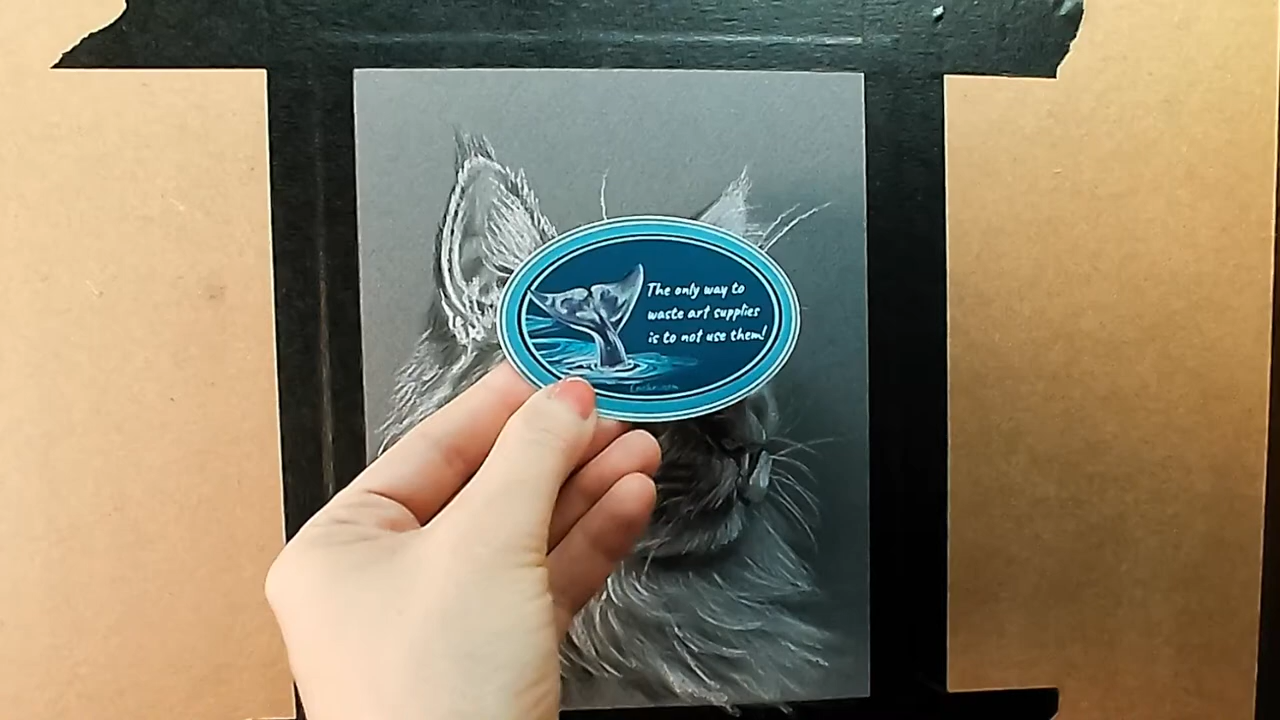 The only way to
waste art supplies
is to not use them!